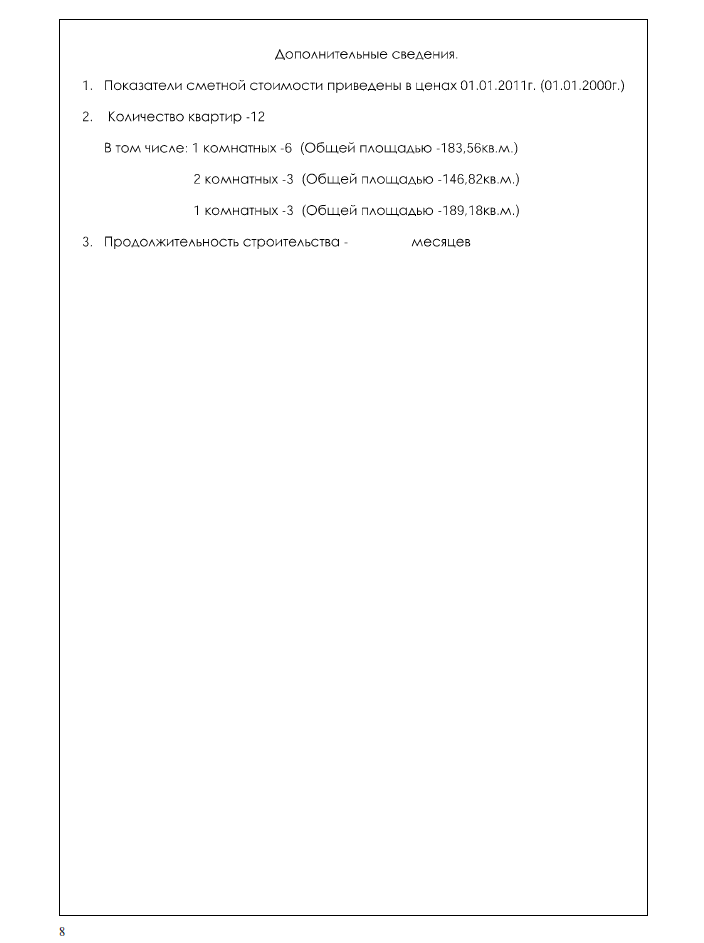 Дополнительные сведения.
1. Показатели сметной стоимости приведены в ценах 01.01.2011г. (01.01.2000г.)
2. Количество квартир -12
В том числе: 1 комнатных -6 (Общей площадью -183,56кв.м.)
2 комнатных -3 (Общей площадью -146,82кв.м.)
1 комнатных -3 (Общей площадью -189,18кв.м.)
3. Продолжительность строительства - месяцев
8